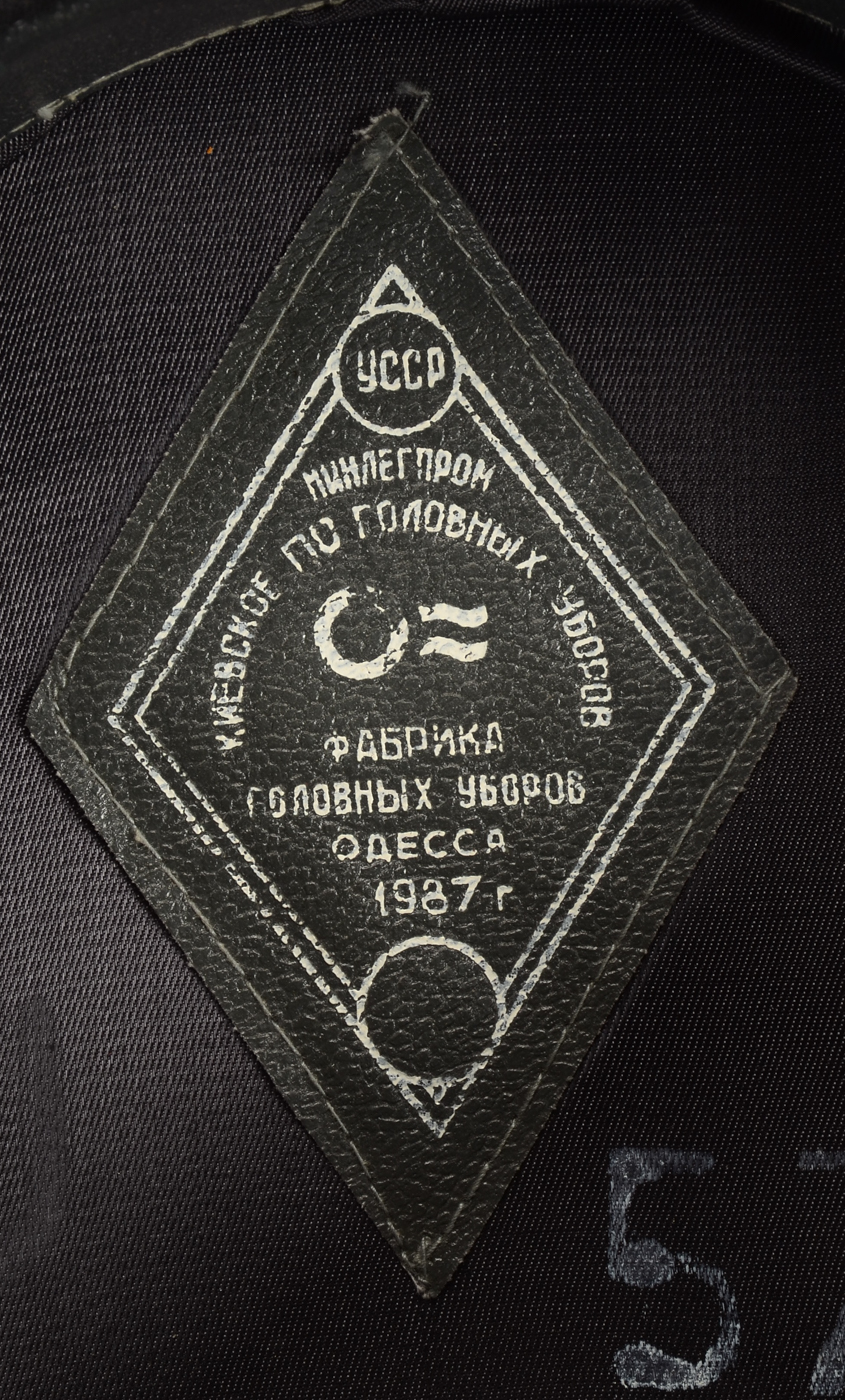 УССР
МИНЛЕГПРОМ
КИЕВСКОЕ ПО ГОЛОВНЫХ УБОРОВ
ФАБРИКА
ГОЛОВНЫХ УБОРОВ
ОДЕССА
1987 г
57